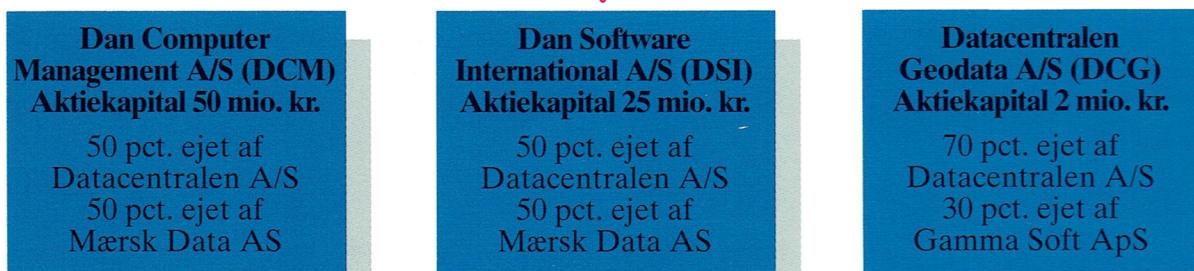 Dan Computer
Management A/S (DCM)
Aktiekapital 50 mio. kr.
50 pct. ejet af
Datacentralen A/S
50 pct. ejet af
Mærsk Data AS
Dan Software
International A/S (DSI)
Aktiekapital 25 mio. kr.
50 pct. ejet af
Datacentralen A/S
50 pct. ejet af
Mærsk Data AS
Datacentralen
Geodata A/S (DCG)
Aktiekapital 2 mio. kr.
70 pct. ejet af
Datacentralen A/S
30 pct. ejet af
Gamma Soft ApS